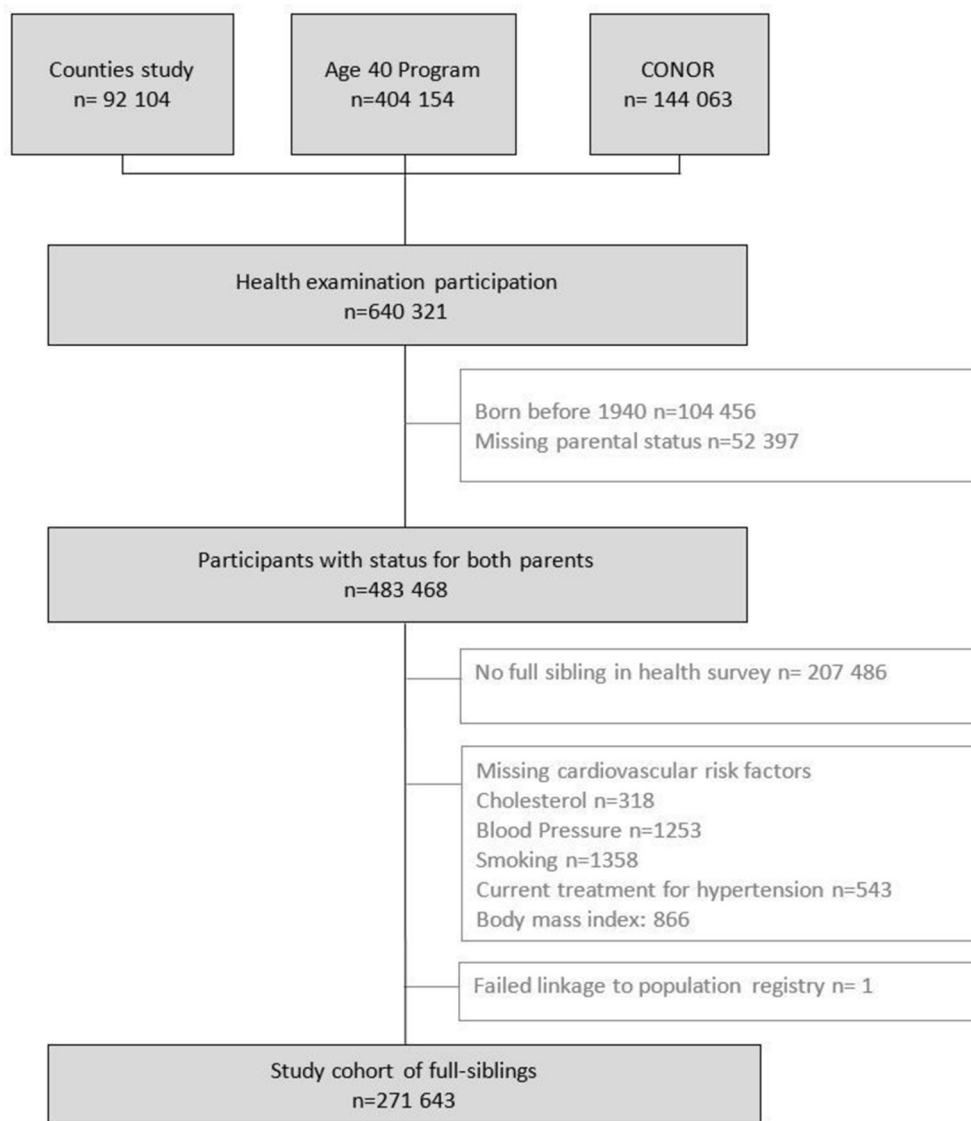 Counties study
n= 92 104
Age 40 Program
n=404 154
CONOR
n= 144 063
Health examination participation
n=640 321
Born before 1940 n=104 456
Missing parental status n=52 397
Participants with status for both parents
n=483 468
No full sibling in health survey n= 207 486
Missing cardiovascular risk factors
Cholesterol n=318
Blood Pressure n=1253
Smoking n=1358
Current treatment for hypertension n=543
Body mass index: 866
Failed linkage to population registry n= 1
Study cohort of full-siblings
n=271 643